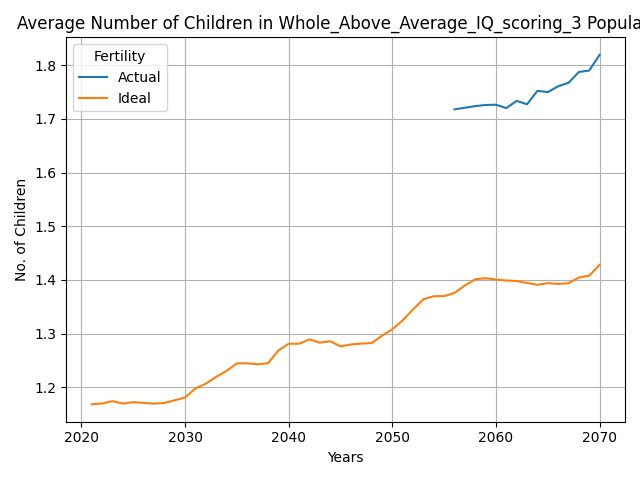 Average Number of Children in Whole_Above_Average_IQ_scoring_3 Popula
Fertility
Actual
Ideal
No. of Children
1.8
1.7
1.6
1.5
1.4
1.3
1.2
2020 2030 2040 2050 2060 2070
Years